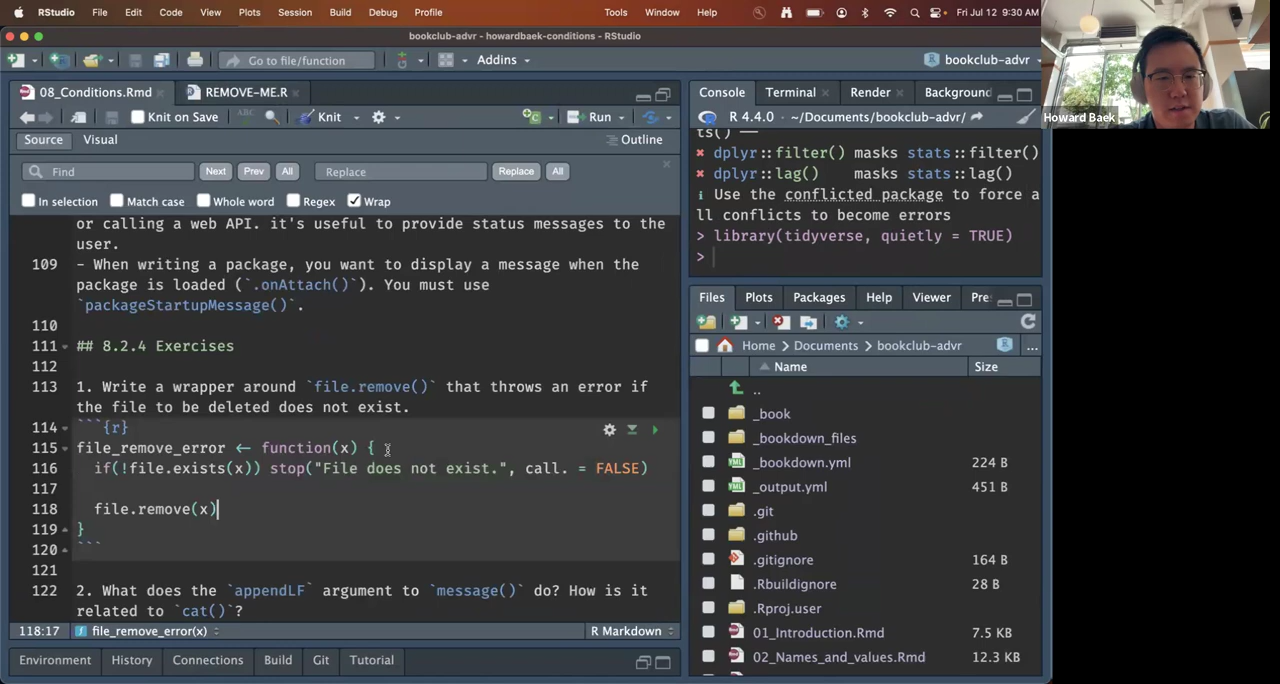 RStudio File Edit Code View Plots Session Build Debug Profile Tools Window Help Fri Jul 12 9:30 AM
bookclub-advr - howardbaek-conditions - RStudio
Go to file/function Addins bookclub-advr
08_Conditions.Rmd REMOVE-ME.R
Knit on Save ABC Knit Run
Source Visual Outline
Find Next Prev All Replace Replace All
In selection Match case Whole word Regex Wrap
or calling a web API. it's useful to provide status messages to the
user.
109 - When writing a package, you want to display a message when the
package is loaded (`.onAttach()`). You must use
`packageStartupMessage()`.
110
111 ## 8.2.4 Exercises
112
113 1. Write a wrapper around `file.remove()` that throws an error if
the file to be deleted does not exist.
114 ```{r}
115 file_remove_error <- function(x) {
116 if(!file.exists(x)) stop("File does not exist.", call. = FALSE)
117
118 file.remove(x)
119 }
120 ```
121
122 2. What does the `appendLF` argument to `message()` do? How is it
related to `cat()`?
118:17 file_remove_error(x) R Markdown
Environment History Connections Build Git Tutorial
Console Terminal Render Background
R 4.4.0 · ~/Documents/bookclub-advr/
ts() ──
✖ dplyr::filter() masks stats::filter()
✖ dplyr::lag() masks stats::lag()
ℹ Use the conflicted package to force a
ll conflicts to become errors
> library(tidyverse, quietly = TRUE)
>
Files Plots Packages Help Viewer Pre
Home > Documents > bookclub-advr ...
Name Size
..
_book
_bookdown_files
_bookdown.yml 224 B
_output.yml 451 B
.git
.github
.gitignore 164 B
.Rbuildignore 28 B
.Rproj.user
01_Introduction.Rmd 7.5 KB
02_Names_and_values.Rmd 12.3 KB
Howard Baek